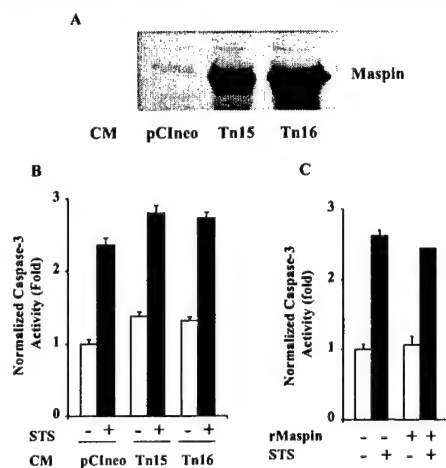 A
Maspin
CM pCIneo Tn15 Tn16
B
Normalized Caspase-3
Activity (Fold)
3
2
1
0
STS - + - + - +
CM pCIneo Tn15 Tn16
C
Normalized Caspase-3
Activity (fold)
3
2
1
0
rMaspin - - + +
STS - + - +